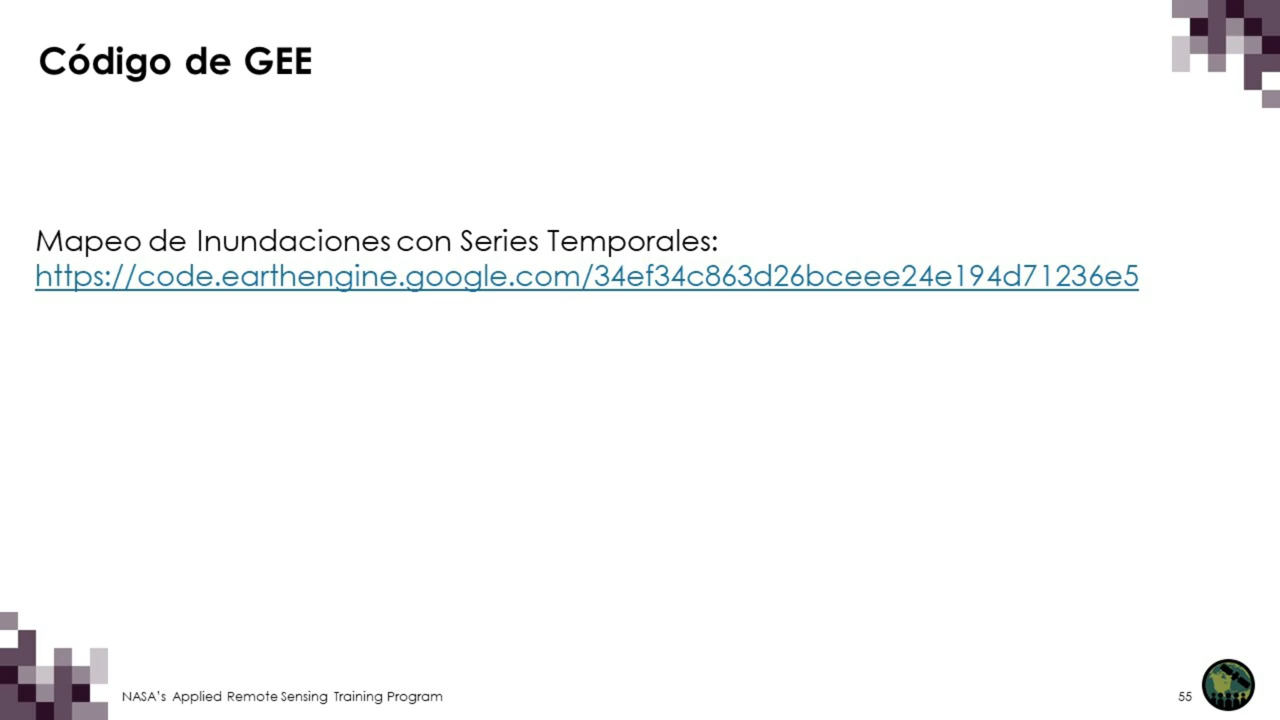 Código de GEE
Mapeo de Inundaciones con Series Temporales:
https://code.earthengine.google.com/34ef34c863d26bceee24e194d71236e5
NASA's Applied Remote Sensing Training Program
55